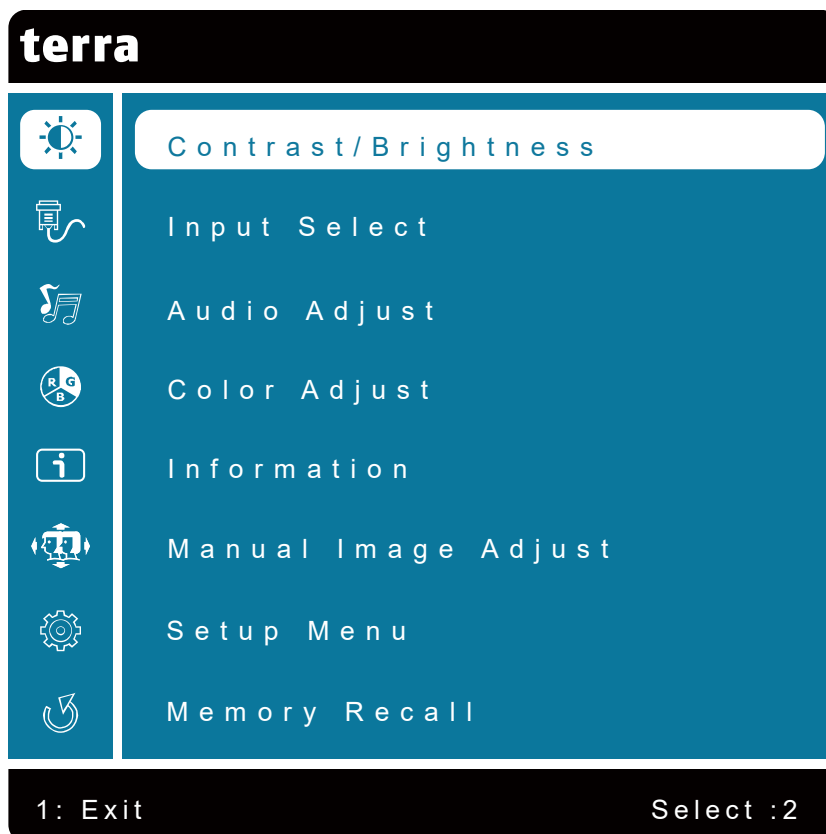 terra
Contrast/Brightness
Input Select
Audio Adjust
R G
B
Color Adjust
i
Information
Manual Image Adjust
Setup Menu
Memory Recall
1: Exit Select :2